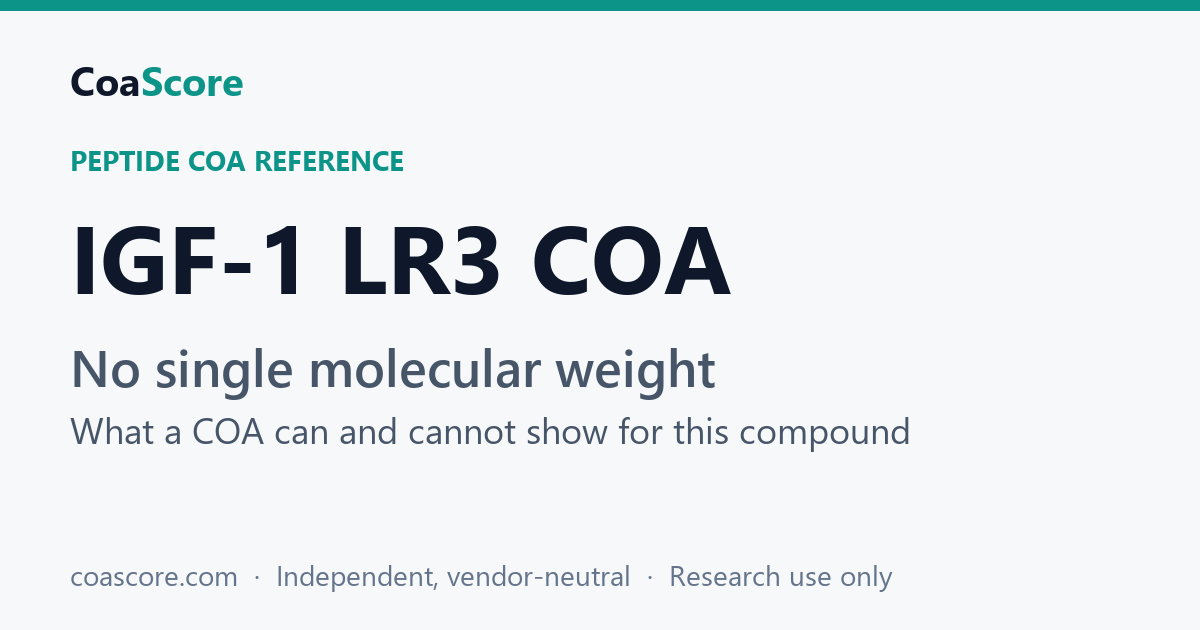 CoaScore
PEPTIDE COA REFERENCE
IGF-1 LR3 COA
No single molecular weight
What a COA can and cannot show for this compound
coascore.com · Independent, vendor-neutral · Research use only